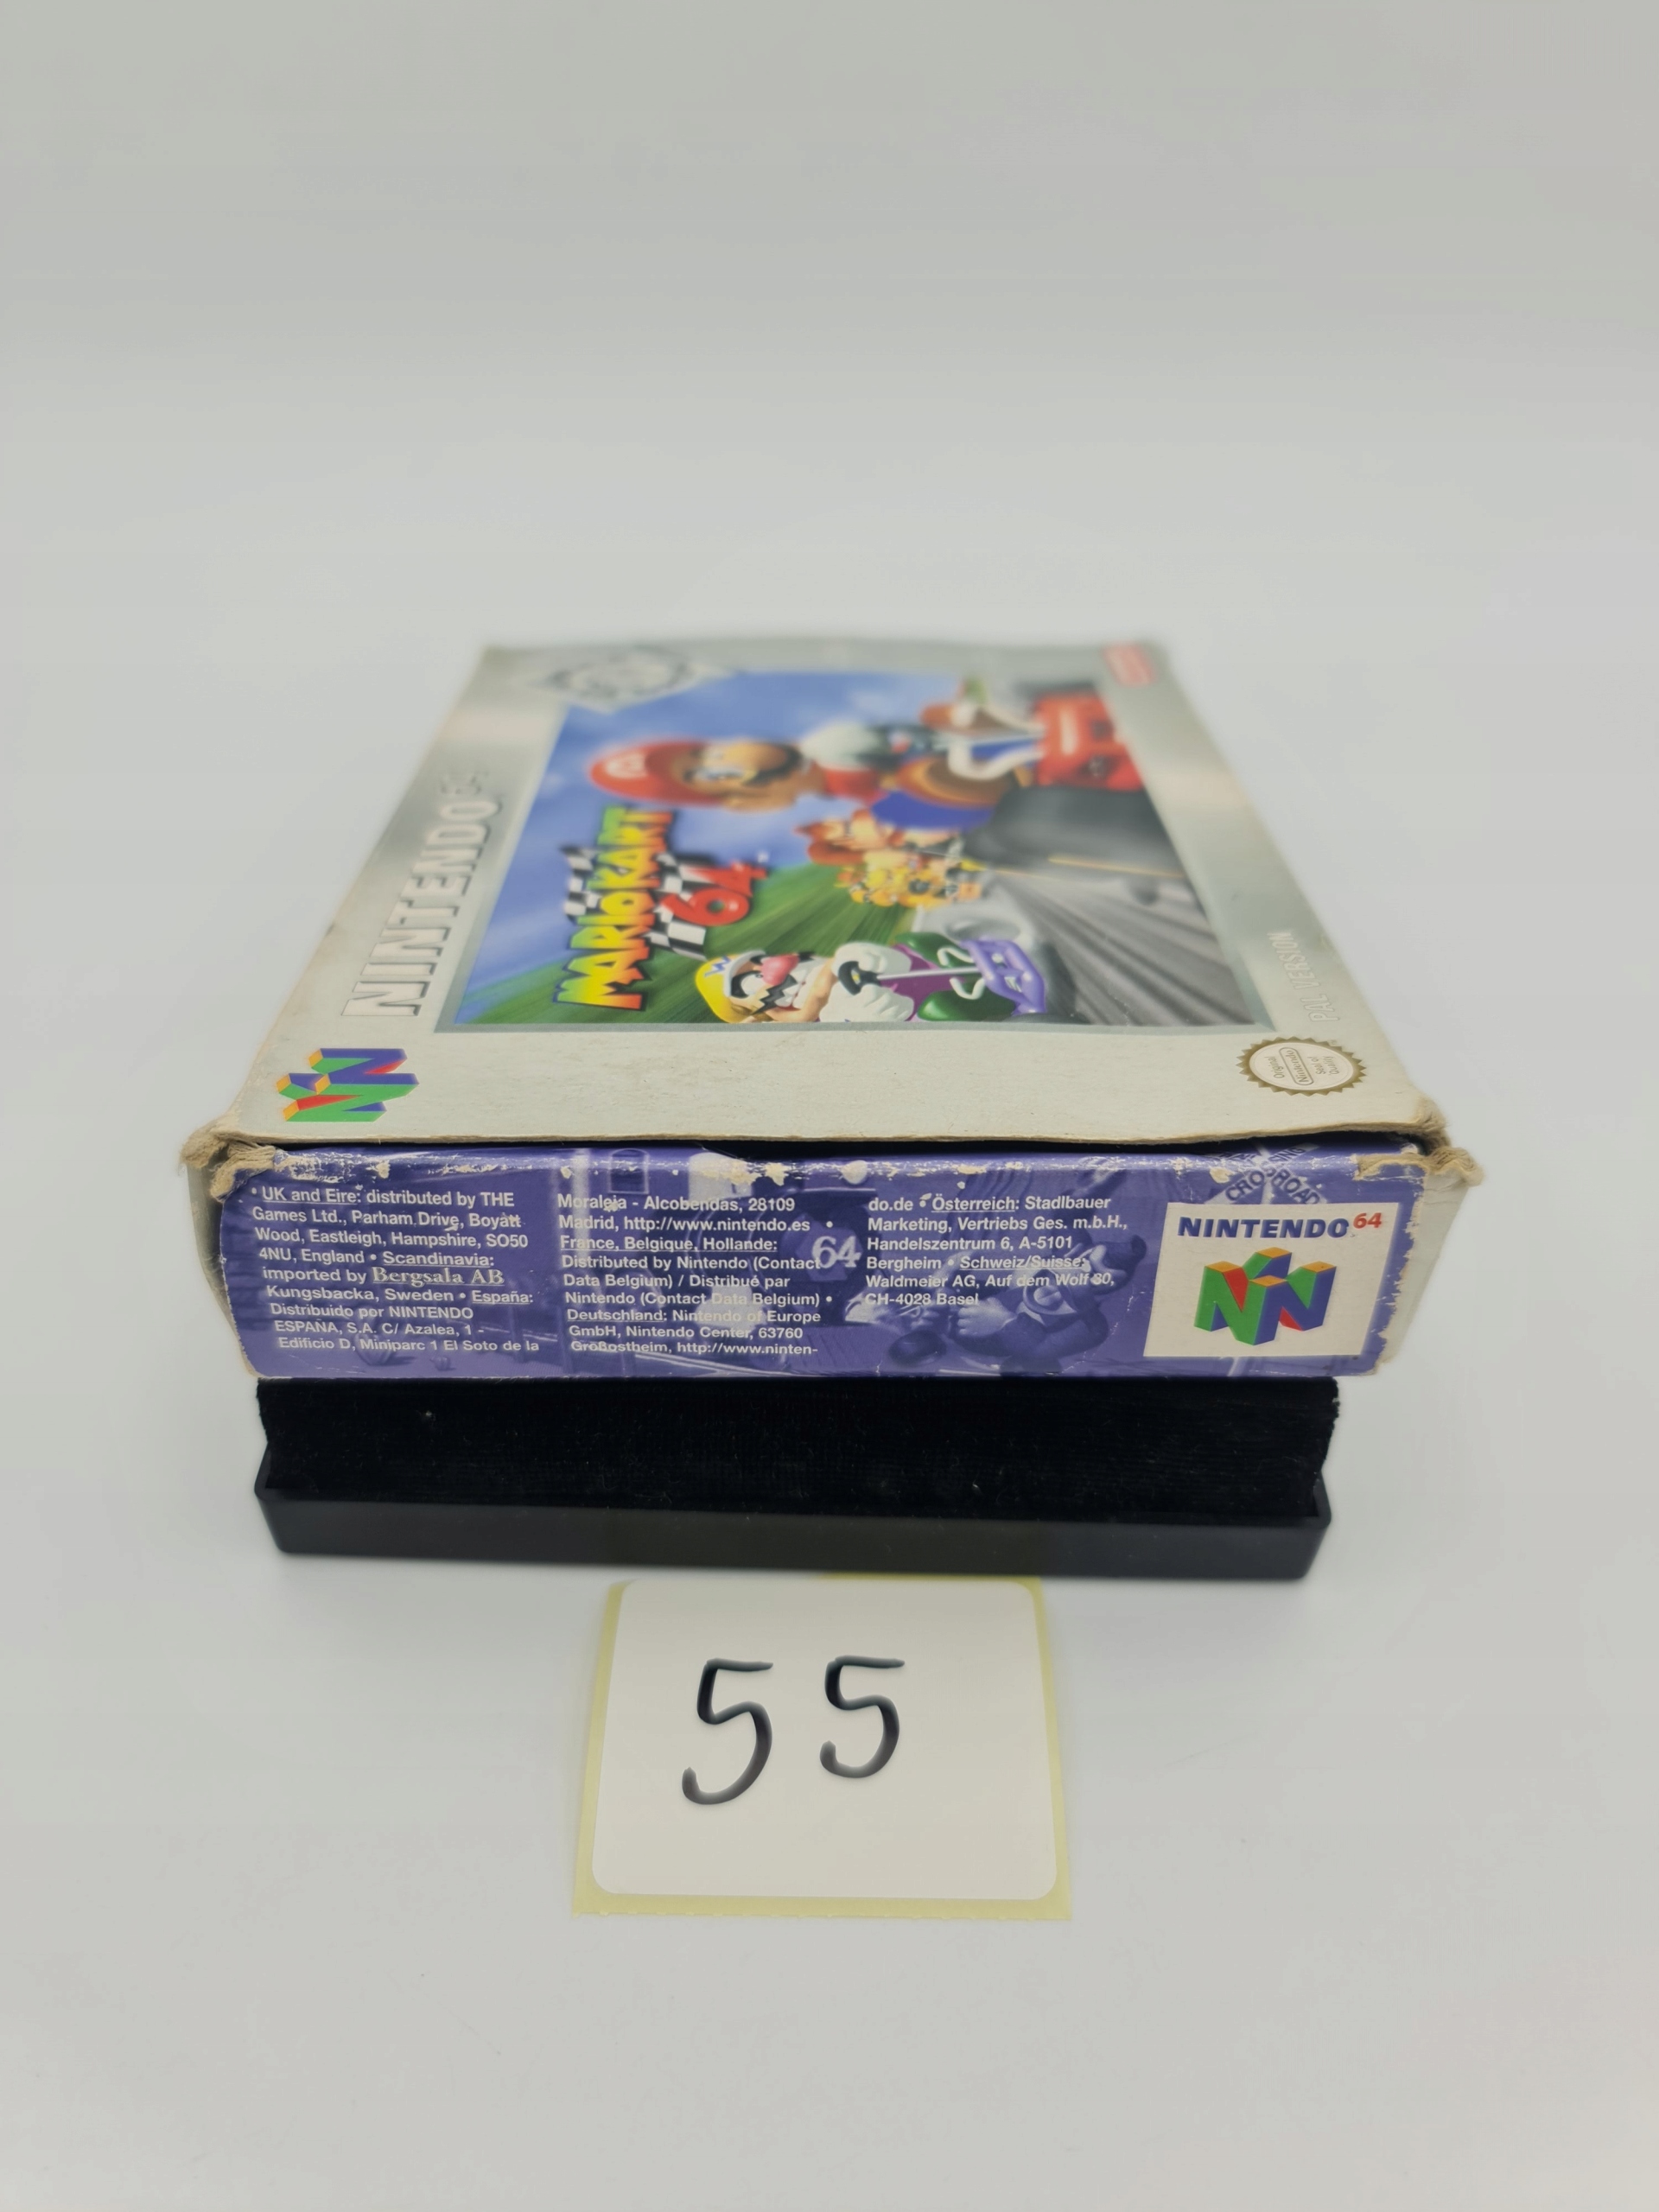 NINTENDO 64
MARIOKART
64
PAL VERSION
Original
Nintendo
Seal of
Quality
• UK and Eire: distributed by THE
Games Ltd., Parham Drive, Boyatt
Wood, Eastleigh, Hampshire, SO50
4NU, England • Scandinavia:
imported by Bergsala AB
Kungsbacka, Sweden • España:
Distribuido por NINTENDO
ESPAÑA, S.A. C/ Azalea, 1 -
Edificio D, Miniparc 1 El Soto de la
Moraleja - Alcobendas, 28109
Madrid, http://www.nintendo.es •
France, Belgique, Hollande:
Distributed by Nintendo (Contact
Data Belgium) / Distribué par
Nintendo (Contact Data Belgium) •
Deutschland: Nintendo of Europe
GmbH, Nintendo Center, 63760
Großostheim, http://www.ninten-
64
do.de • Österreich: Stadlbauer
Marketing, Vertriebs Ges. m.b.H.,
Handelszentrum 6, A-5101
Bergheim • Schweiz/Suisse:
Waldmeier AG, Auf dem Wolf 30,
CH-4028 Basel
CROSSING
ROAD
NINTENDO 64
55